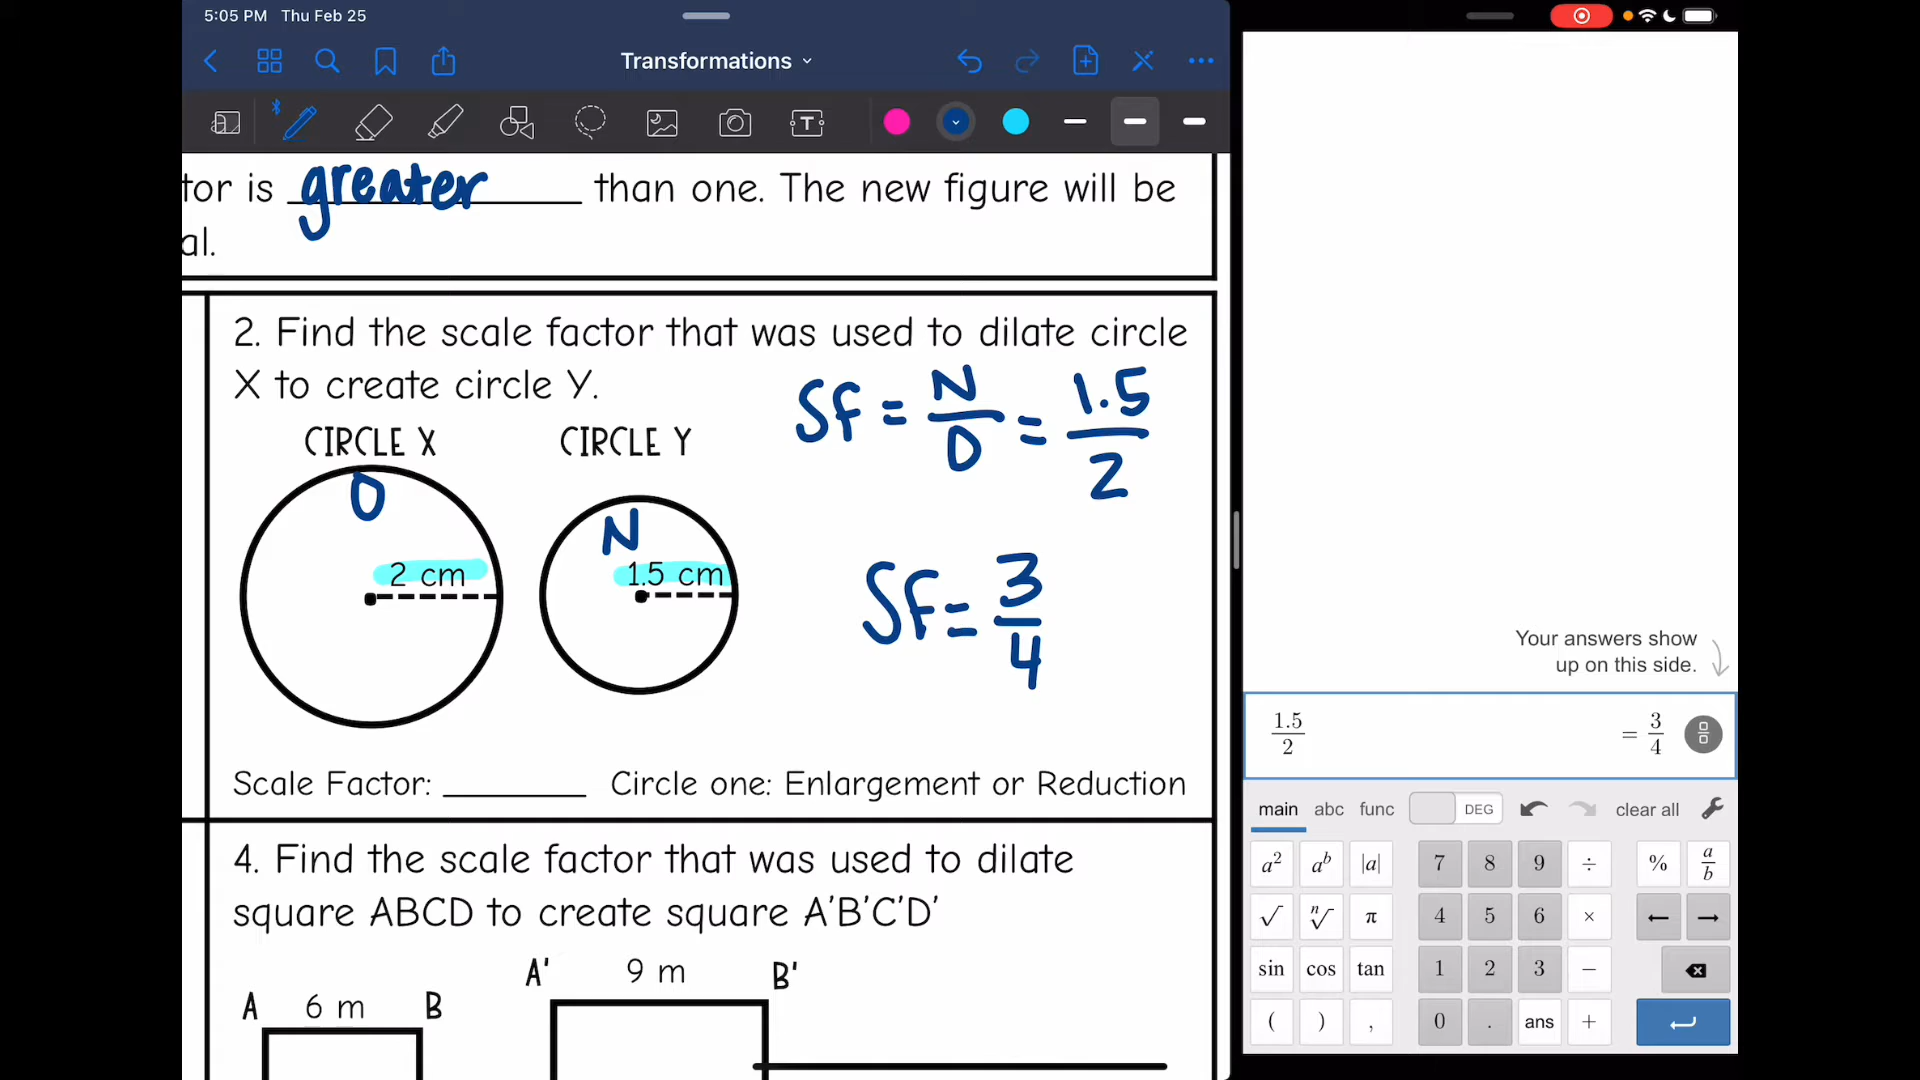 5:05 PM Thu Feb 25
Transformations
T
tor is greater than one. The new figure will be
al.
2. Find the scale factor that was used to dilate circle
X to create circle Y.
Sf = N/O = 1.5/2
CIRCLE X CIRCLE Y
O
N
2 cm 1.5 cm
Sf = 3/4
Scale Factor: ________ Circle one: Enlargement or Reduction
4. Find the scale factor that was used to dilate
square ABCD to create square A'B'C'D'
A' 9 m B'
A 6 m B
Your answers show
up on this side.
1.5/2 = 3/4
main abc func DEG clear all
a² aᵇ |a| 7 8 9 ÷ % a/b
√ ⁿ√ π 4 5 6 × ← →
sin cos tan 1 2 3 −
( ) , 0 . ans +